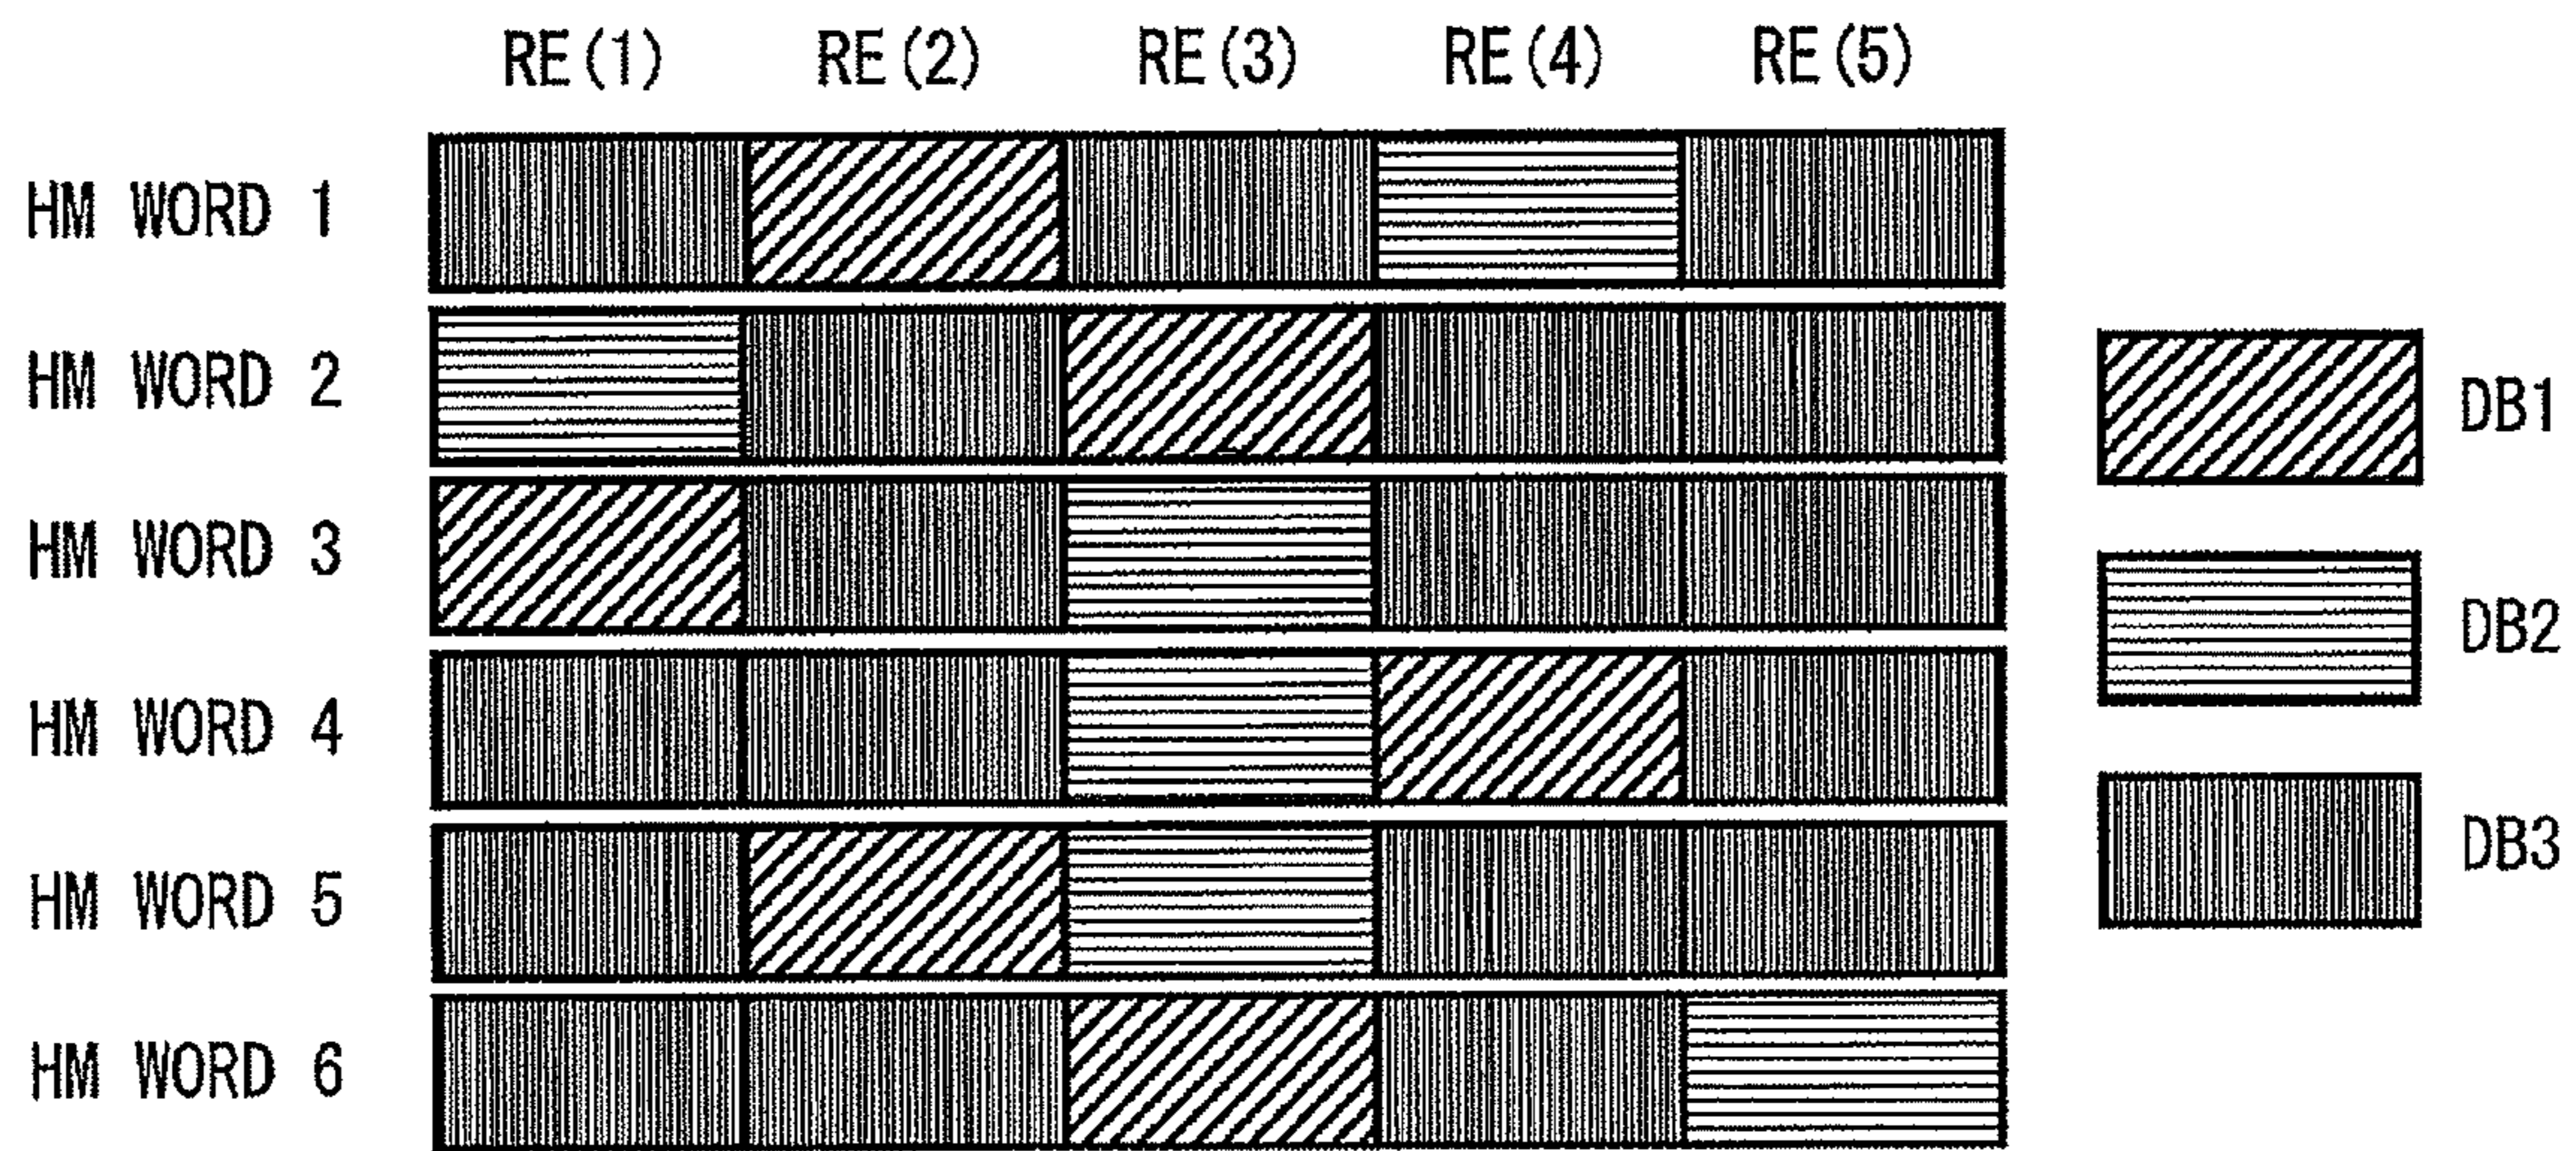 RE(1) RE(2) RE(3) RE(4) RE(5)
HM WORD 1
HM WORD 2
DB1
HM WORD 3
DB2
HM WORD 4
DB3
HM WORD 5
HM WORD 6